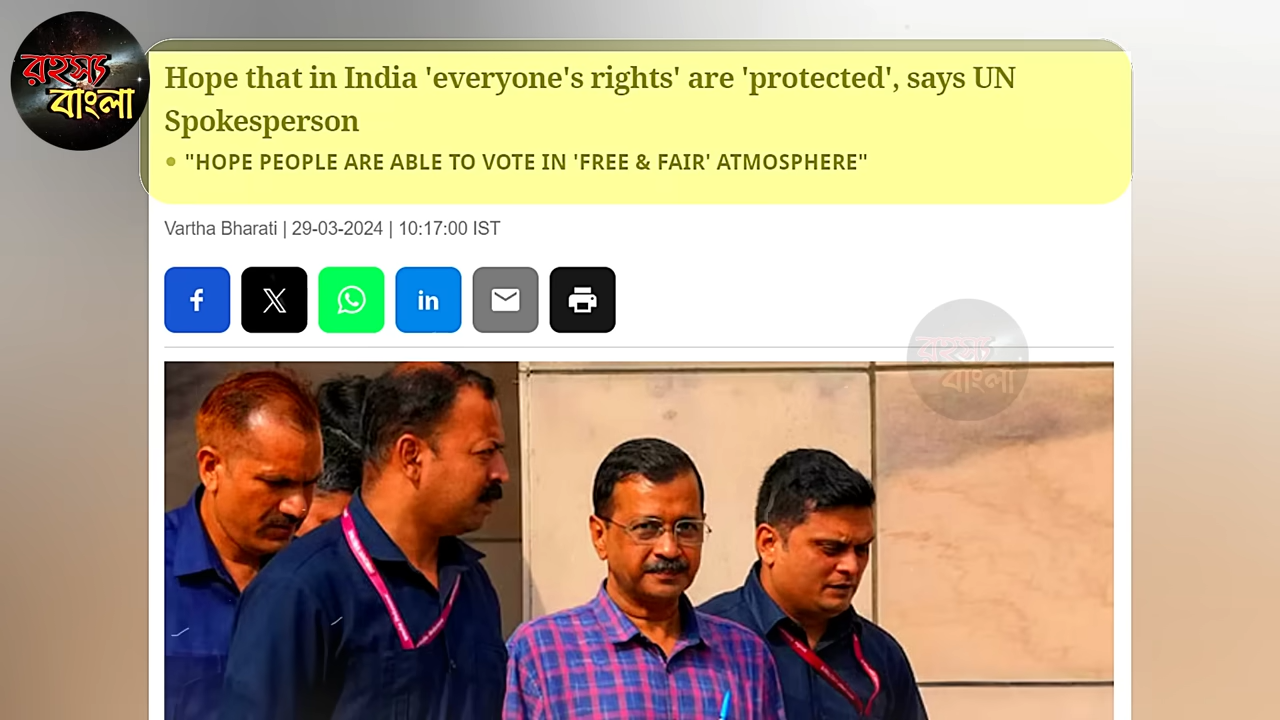 রহস্য
বাংলা
Hope that in India 'everyone's rights' are 'protected', says UN
Spokesperson
"HOPE PEOPLE ARE ABLE TO VOTE IN 'FREE & FAIR' ATMOSPHERE"
Vartha Bharati | 29-03-2024 | 10:17:00 IST
রহস্য
বাংলা